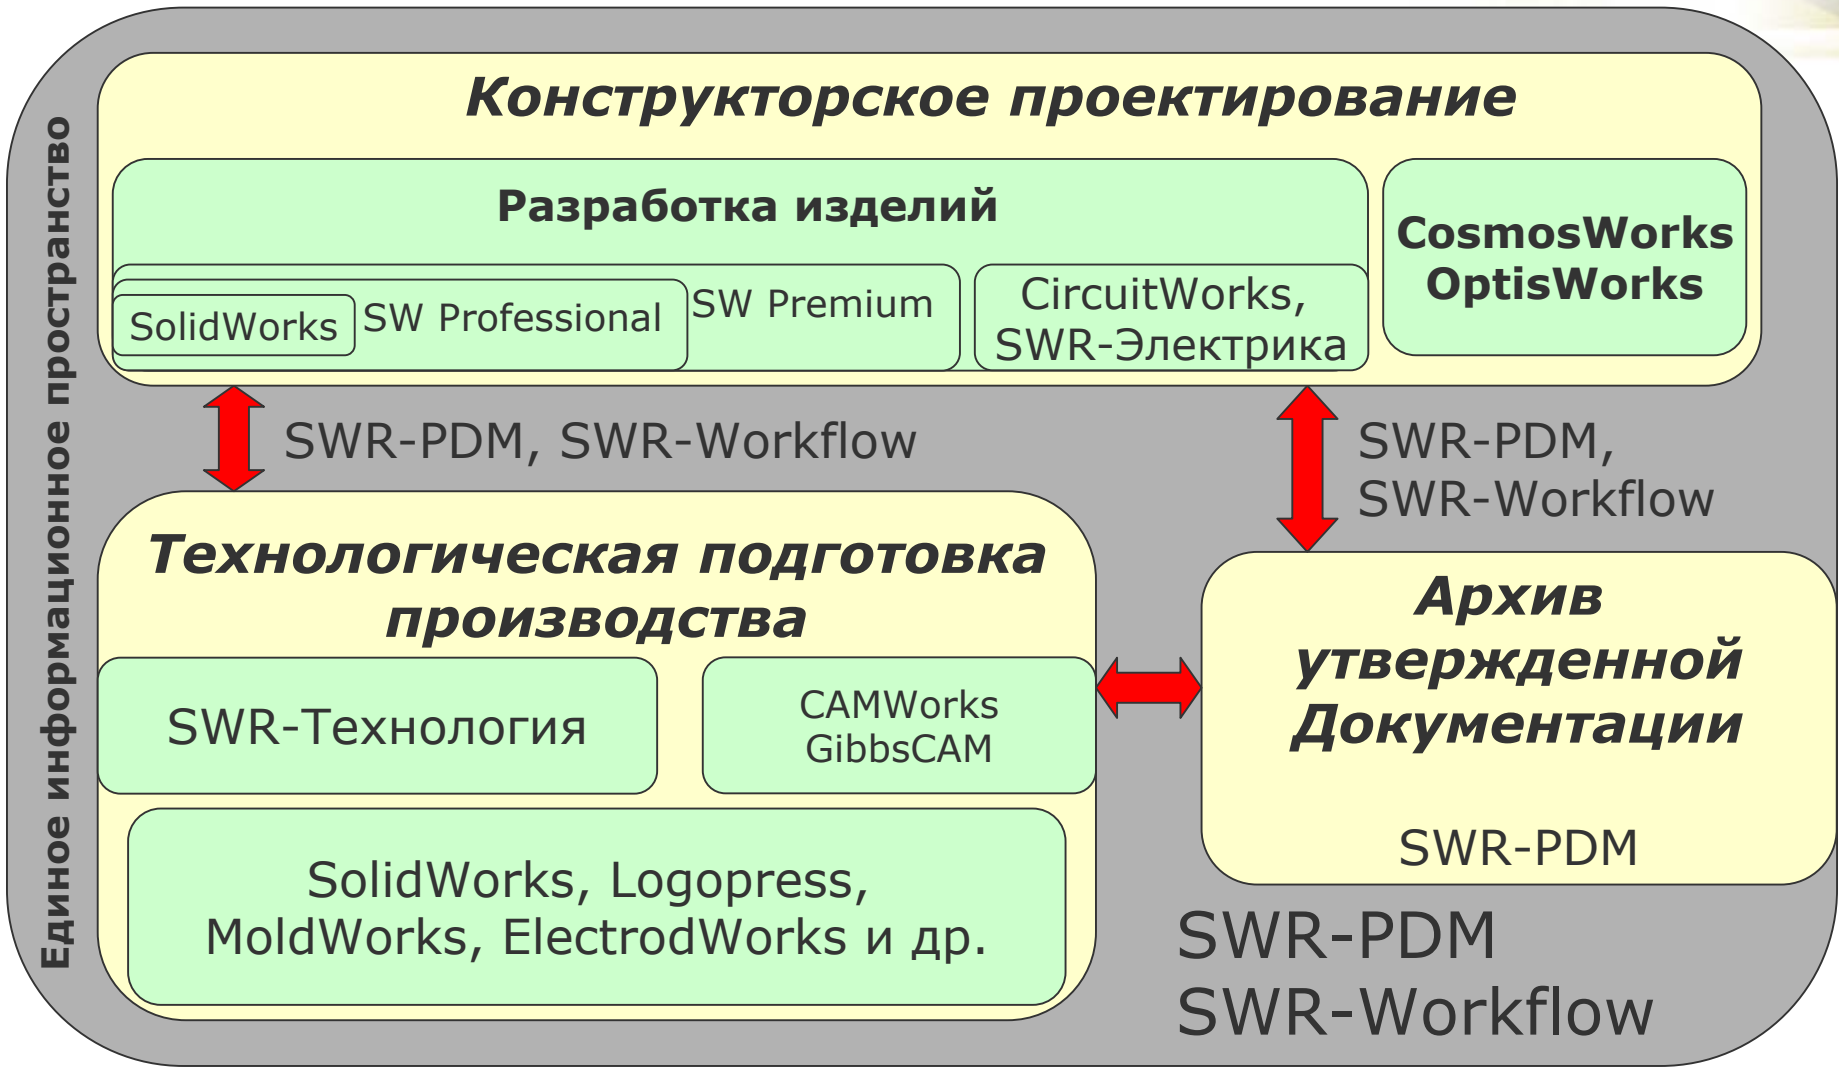 Единое информационное пространство
Конструкторское проектирование
Разработка изделий
SolidWorks
SW Professional
SW Premium
CircuitWorks,
SWR-Электрика
CosmosWorks
OptisWorks
SWR-PDM, SWR-Workflow
SWR-PDM,
SWR-Workflow
Технологическая подготовка
производства
SWR-Технология
CAMWorks
GibbsCAM
SolidWorks, Logopress,
MoldWorks, ElectrodWorks и др.
Архив
утвержденной
Документации
SWR-PDM
SWR-PDM
SWR-Workflow